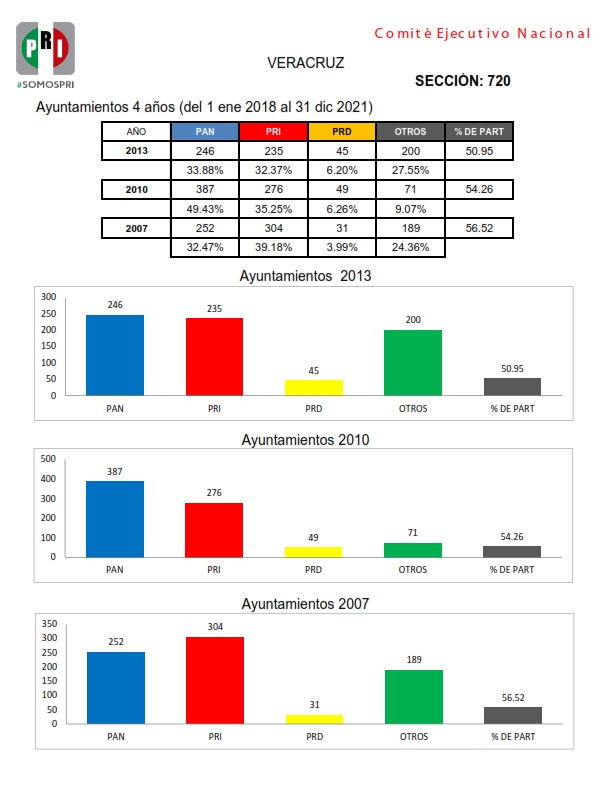 Comité Ejecutivo Nacional
PRI
#SOMOSPRI
VERACRUZ
SECCIÓN: 720
Ayuntamientos 4 años (del 1 ene 2018 al 31 dic 2021)
AÑO PAN PRI PRD OTROS % DE PART
2013 246 235 45 200 50.95
33.88% 32.37% 6.20% 27.55%
2010 387 276 49 71 54.26
49.43% 35.25% 6.26% 9.07%
2007 252 304 31 189 56.52
32.47% 39.18% 3.99% 24.36%
Ayuntamientos 2013
300
250
200
150
100
50
0
246 235 45 200 50.95
PAN PRI PRD OTROS % DE PART
Ayuntamientos 2010
500
400
300
200
100
0
387 276 49 71 54.26
PAN PRI PRD OTROS % DE PART
Ayuntamientos 2007
350
300
250
200
150
100
50
0
252 304 31 189 56.52
PAN PRI PRD OTROS % DE PART